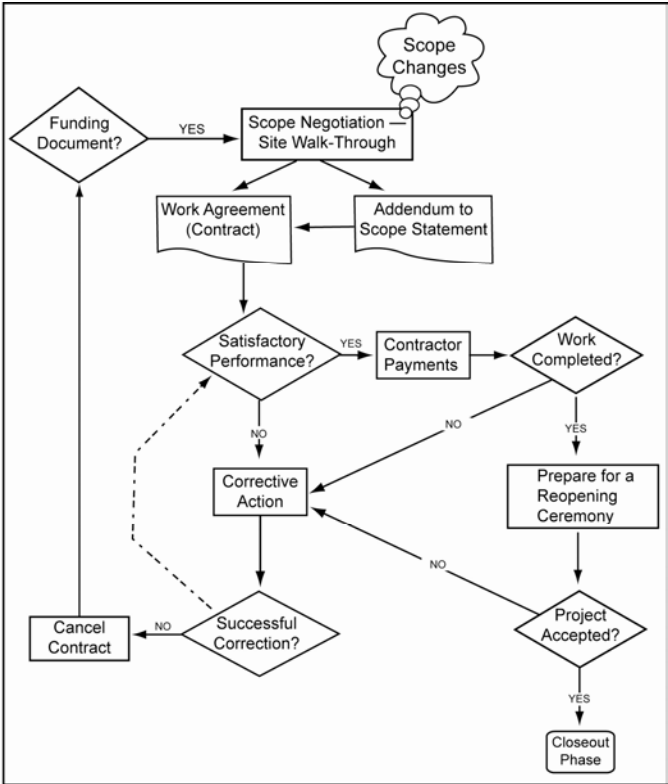 Scope
Changes
Funding
Document?
YES
Scope Negotiation —
Site Walk-Through
Work Agreement
(Contract)
Addendum to
Scope Statement
Satisfactory
Performance?
YES
Contractor
Payments
Work
Completed?
NO
NO
YES
Corrective
Action
Prepare for a
Reopening
Ceremony
NO
Cancel
Contract
NO
Successful
Correction?
Project
Accepted?
YES
Closeout
Phase